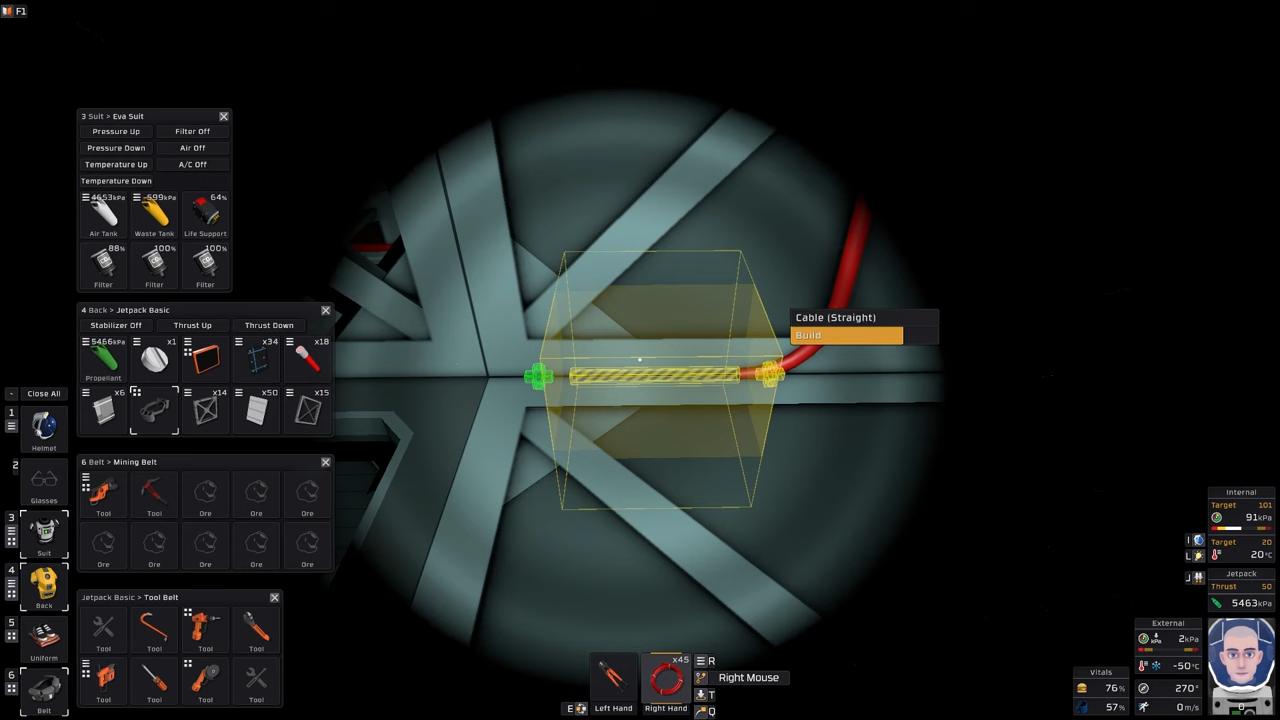 F1
3 Suit > Eva Suit
Pressure Up
Filter Off
Pressure Down
Air Off
Temperature Up
A/C Off
Temperature Down
4653kPa
-599kPa
64%
Air Tank
Waste Tank
Life Support
88%
100%
100%
Filter
Filter
Filter
4 Back > Jetpack Basic
Stabilizer Off
Thrust Up
Thrust Down
5466kPa
x1
x34
x18
Propellant
x6
x14
x50
x15
Close All
1
Helmet
2
Glasses
3
Suit
4
Back
5
Uniform
6
Belt
6 Belt > Mining Belt
Tool
Tool
Ore
Ore
Ore
Ore
Ore
Ore
Ore
Ore
Jetpack Basic > Tool Belt
Tool
Tool
Tool
Tool
Tool
Tool
Tool
Tool
Cable (Straight)
Build
x45
R
Right Mouse
T
E
Left Hand
Right Hand
Q
Internal
Target 101
91kPa
Target 20
20°C
I
L
J
Jetpack
Thrust 50
5463kPa
External
2kPa
-50°C
270°
0m/s
Vitals
76%
57%
0